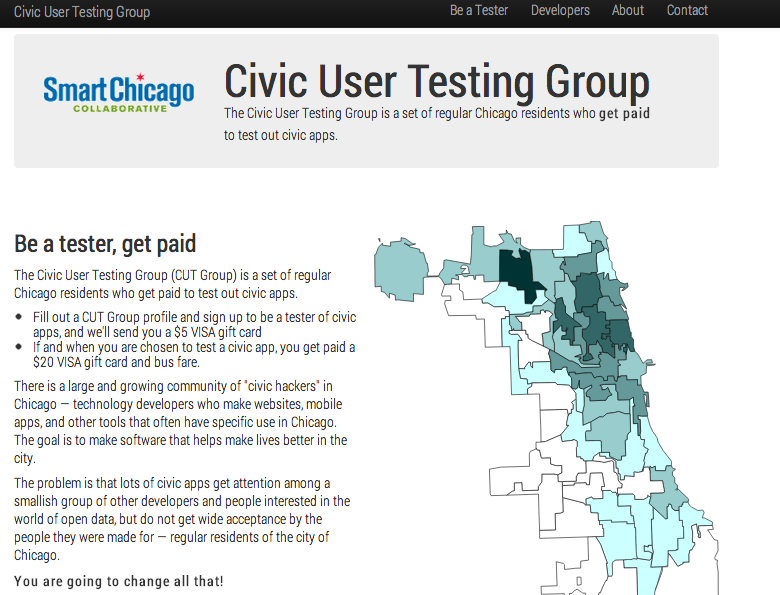 Civic User Testing Group
Be a Tester
Developers
About
Contact
Smart Chicago
COLLABORATIVE
Civic User Testing Group
The Civic User Testing Group is a set of regular Chicago residents who get paid
to test out civic apps.
Be a tester, get paid
The Civic User Testing Group (CUT Group) is a set of regular
Chicago residents who get paid to test out civic apps.
Fill out a CUT Group profile and sign up to be a tester of civic
apps, and we'll send you a $5 VISA gift card
If and when you are chosen to test a civic app, you get paid a
$20 VISA gift card and bus fare.
There is a large and growing community of "civic hackers" in
Chicago — technology developers who make websites, mobile
apps, and other tools that often have specific use in Chicago.
The goal is to make software that helps make lives better in the
city.
The problem is that lots of civic apps get attention among a
smallish group of other developers and people interested in the
world of open data, but do not get wide acceptance by the
people they were made for — regular residents of the city of
Chicago.
You are going to change all that!